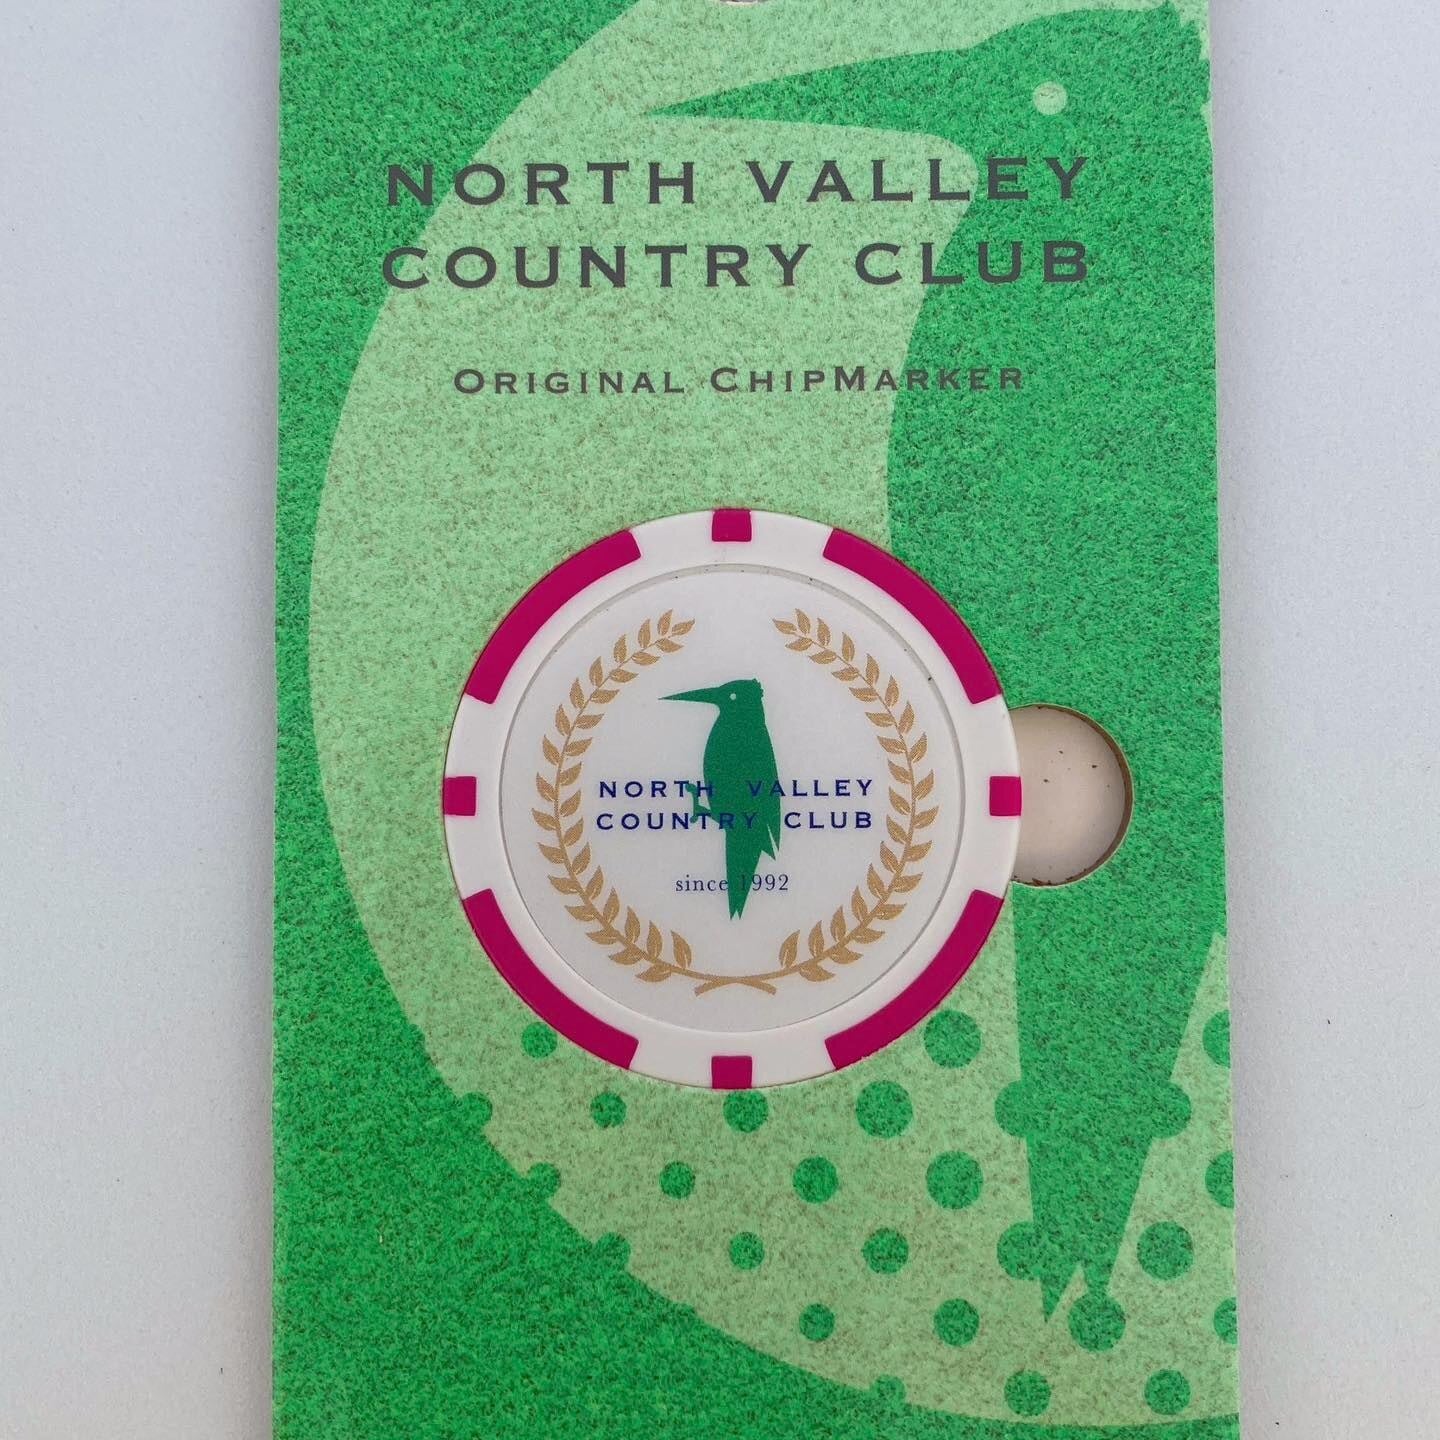 NORTH VALLEY
COUNTRY CLUB
ORIGINAL CHIPMARKER
NORTH VALLEY
COUNTRY CLUB
since 1992